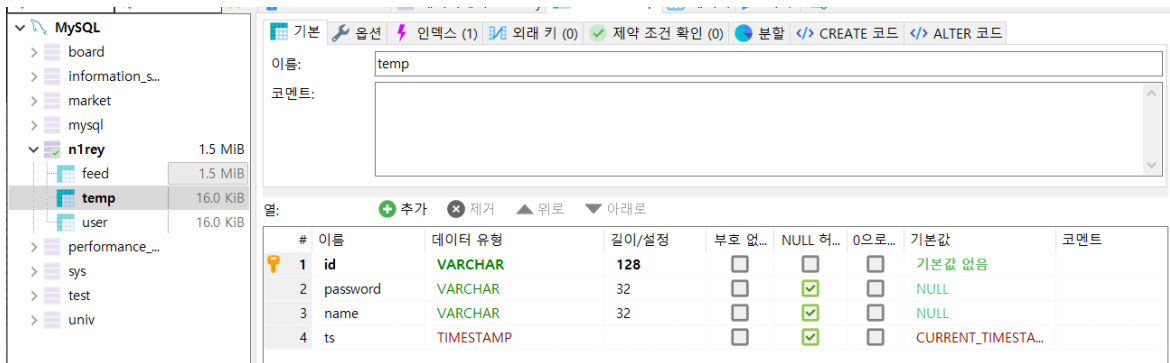 MySQL
board
information_s...
market
mysql
n1rey 1.5 MiB
feed 1.5 MiB
temp 16.0 KiB
user 16.0 KiB
performance_...
sys
test
univ
기본 옵션 인덱스 (1) 외래 키 (0) 제약 조건 확인 (0) 분할 </> CREATE 코드 </> ALTER 코드
이름: temp
코멘트:
열: 추가 제거 위로 아래로
# 이름 데이터 유형 길이/설정 부호 없... NULL 허... 0으로... 기본값 코멘트
1 id VARCHAR 128 기본값 없음
2 password VARCHAR 32 NULL
3 name VARCHAR 32 NULL
4 ts TIMESTAMP CURRENT_TIMESTA...